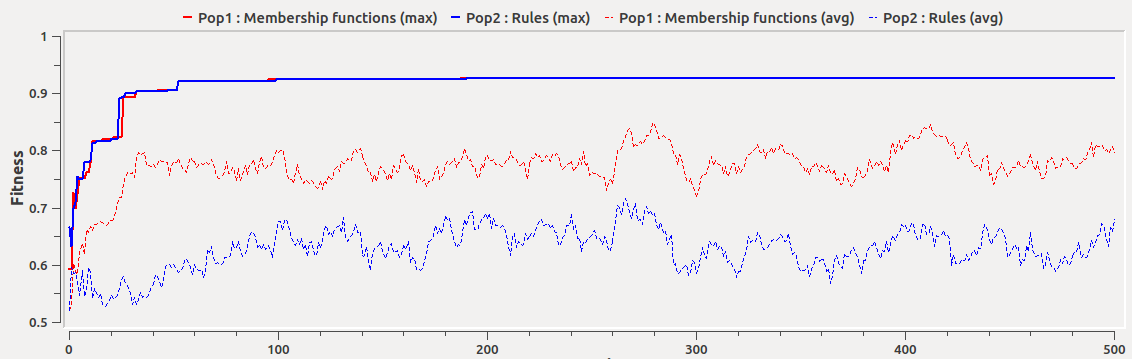 Pop1 : Membership functions (max) Pop2 : Rules (max) Pop1 : Membership functions (avg) Pop2 : Rules (avg)
Fitness
1
0.9
0.8
0.7
0.6
0.5
0 100 200 300 400 500